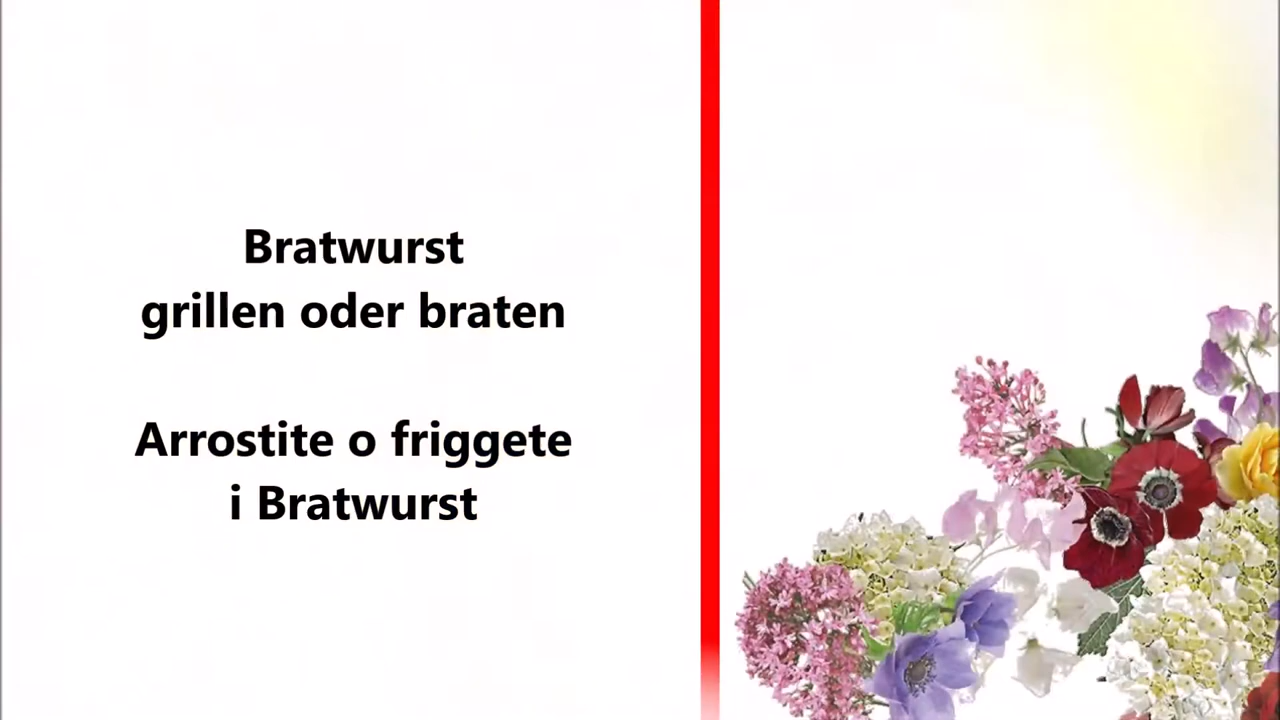 Bratwurst
grillen oder braten
Arrostite o friggete
i Bratwurst